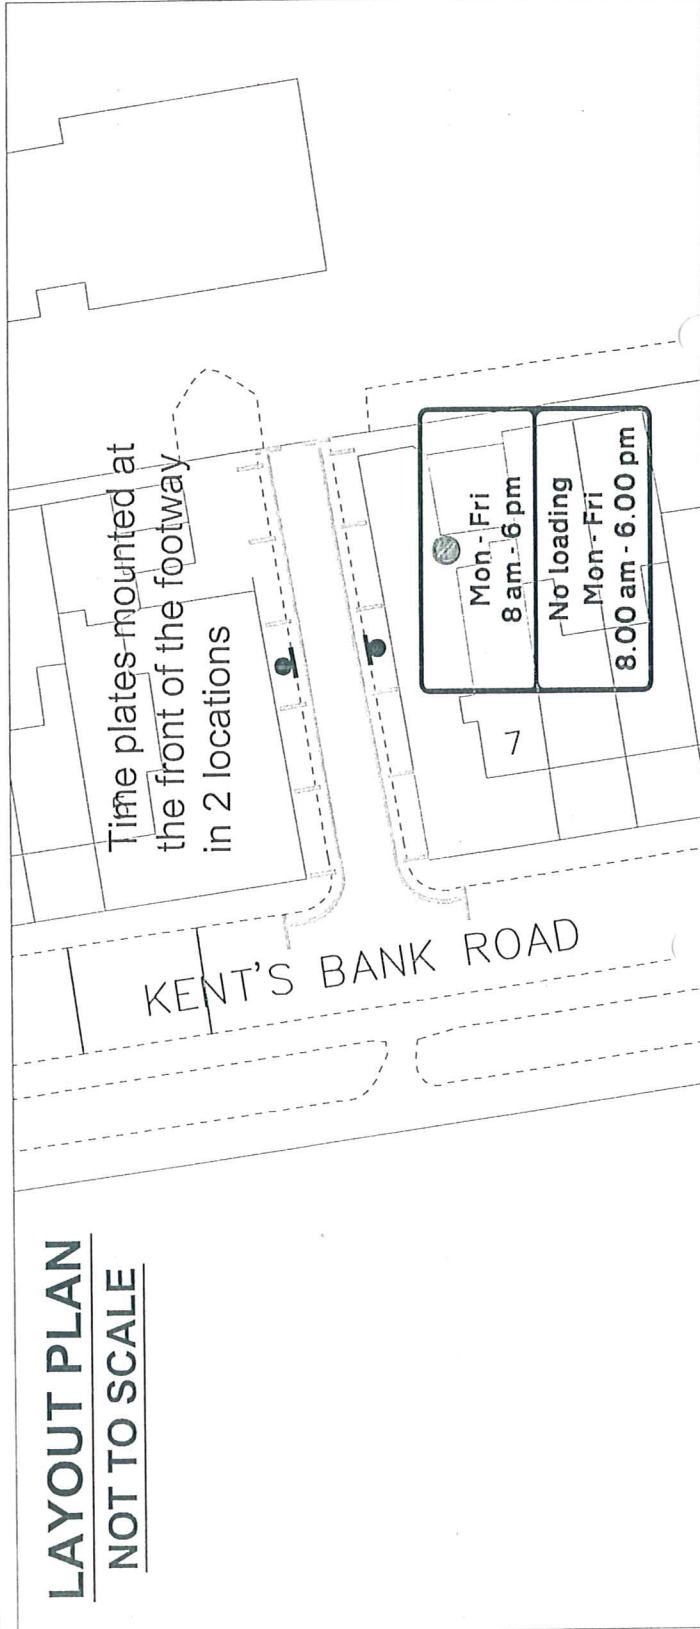 LAYOUT PLAN
NOT TO SCALE
Time plates mounted at
the front of the footway
in 2 locations
KENT'S BANK ROAD
7
Mon - Fri
8 am - 6 pm
No loading
Mon - Fri
8.00 am - 6.00 pm